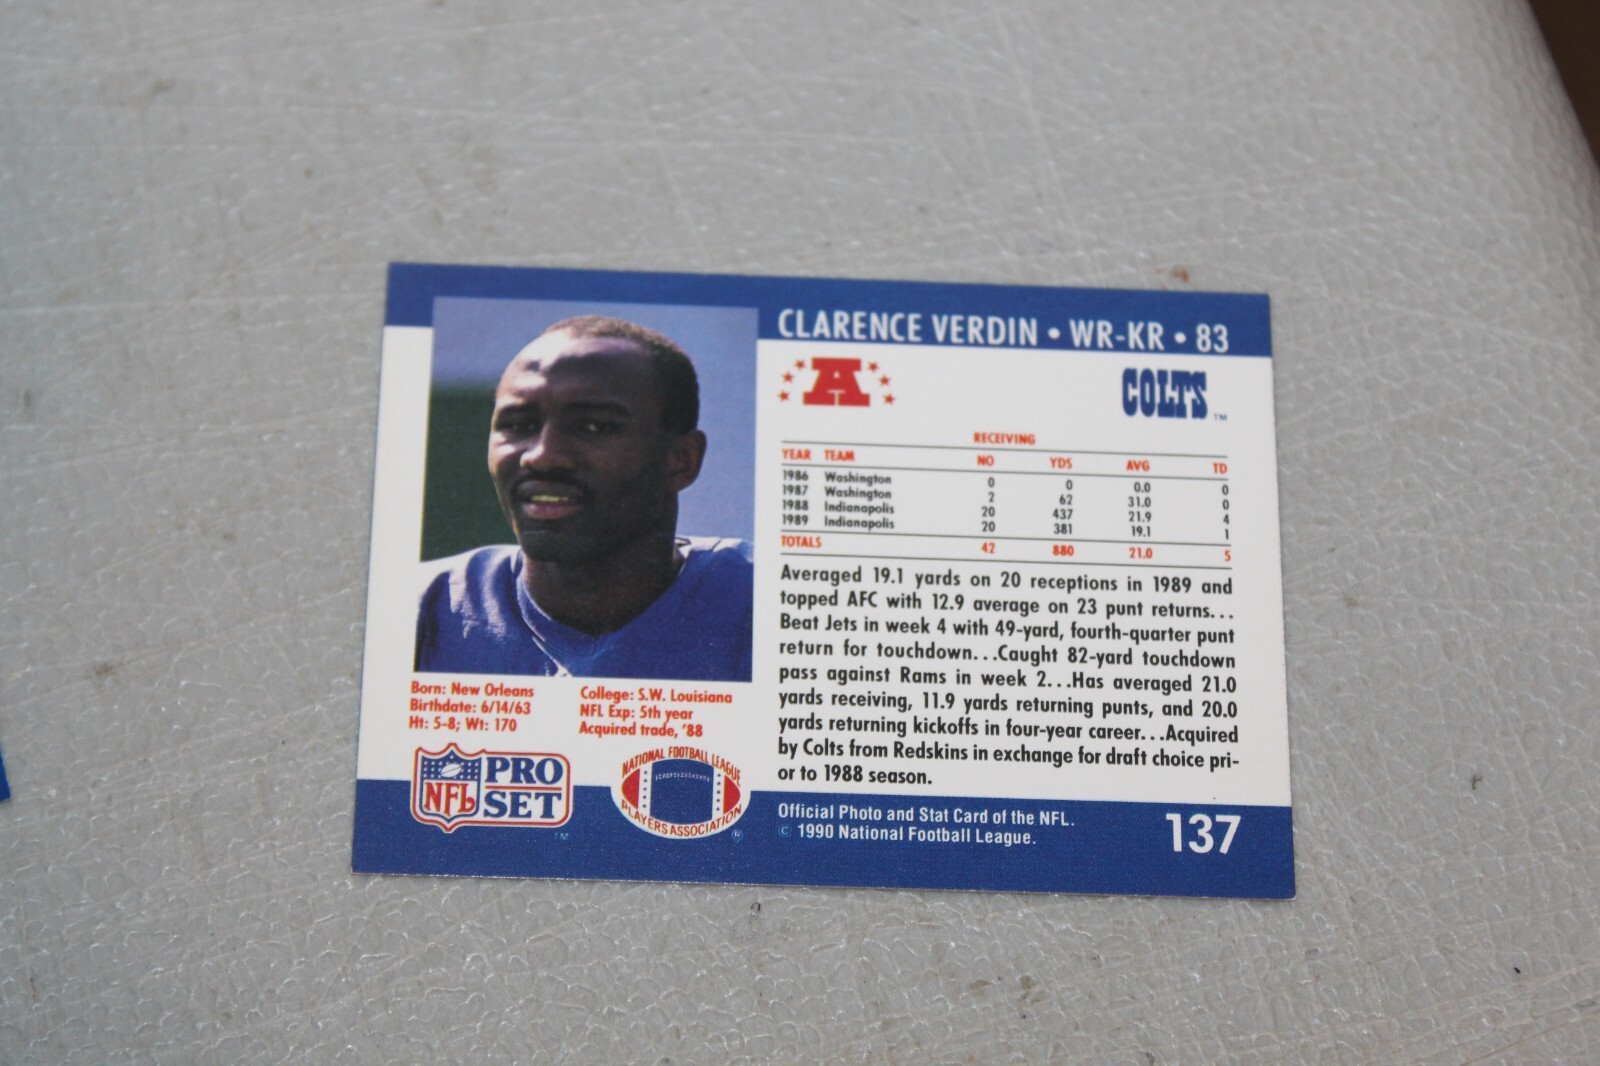 CLARENCE VERDIN • WR-KR • 83
A
COLTS TM
RECEIVING
YEAR TEAM NO YDS AVG TD
1986 Washington 0 0 0.0 0
1987 Washington 2 62 31.0 0
1988 Indianapolis 20 437 21.9 4
1989 Indianapolis 20 381 19.1 1
TOTALS 42 880 21.0 5
Averaged 19.1 yards on 20 receptions in 1989 and
topped AFC with 12.9 average on 23 punt returns...
Beat Jets in week 4 with 49-yard, fourth-quarter punt
return for touchdown...Caught 82-yard touchdown
pass against Rams in week 2...Has averaged 21.0
yards receiving, 11.9 yards returning punts, and 20.0
yards returning kickoffs in four-year career...Acquired
by Colts from Redskins in exchange for draft choice pri-
or to 1988 season.
Born: New Orleans
Birthdate: 6/14/63
Ht: 5-8; Wt: 170
College: S.W. Louisiana
NFL Exp: 5th year
Acquired trade, '88
NFL PRO SET TM
NATIONAL FOOTBALL LEAGUE
PLAYERS ASSOCIATION ®
Official Photo and Stat Card of the NFL.
© 1990 National Football League.
137